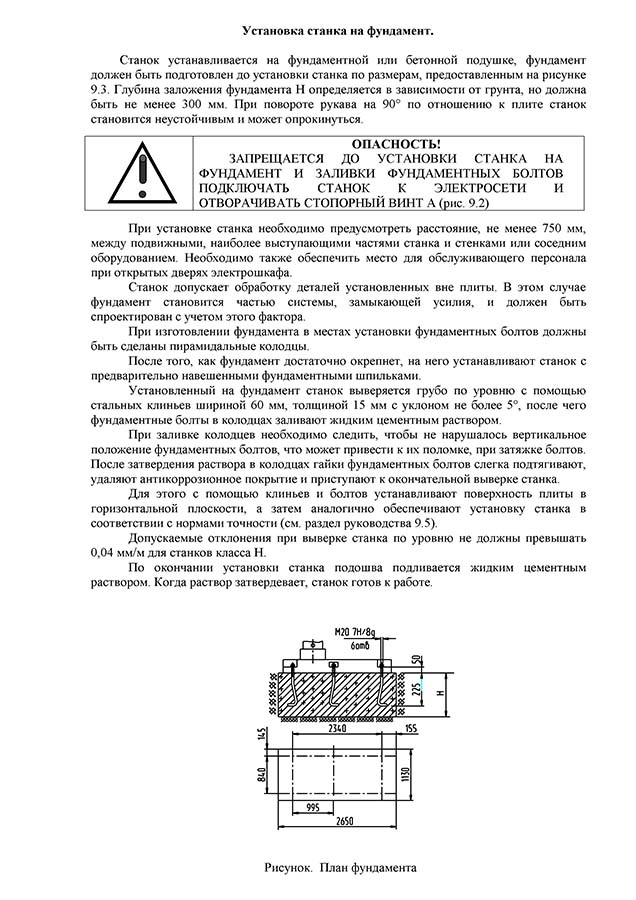 Установка станка на фундамент.
Станок устанавливается на фундаментной или бетонной подушке, фундамент
должен быть подготовлен до установки станка по размерам, предоставленным на рисунке
9.3. Глубина заложения фундамента Н определяется в зависимости от грунта, но должна
быть не менее 300 мм. При повороте рукава на 90° по отношению к плите станок
становится неустойчивым и может опрокинуться.
ОПАСНОСТЬ!
ЗАПРЕЩАЕТСЯ ДО УСТАНОВКИ СТАНКА НА
ФУНДАМЕНТ И ЗАЛИВКИ ФУНДАМЕНТНЫХ БОЛТОВ
ПОДКЛЮЧАТЬ СТАНОК К ЭЛЕКТРОСЕТИ И
ОТВОРАЧИВАТЬ СТОПОРНЫЙ ВИНТ А (рис. 9.2)
При установке станка необходимо предусмотреть расстояние, не менее 750 мм,
между подвижными, наиболее выступающими частями станка и стенками или соседним
оборудованием. Необходимо также обеспечить место для обслуживающего персонала
при открытых дверях электрошкафа.
Станок допускает обработку деталей установленных вне плиты. В этом случае
фундамент становится частью системы, замыкающей усилия, и должен быть
спроектирован с учетом этого фактора.
При изготовлении фундамента в местах установки фундаментных болтов должны
быть сделаны пирамидальные колодцы.
После того, как фундамент достаточно окрепнет, на него устанавливают станок с
предварительно навешенными фундаментными шпильками.
Установленный на фундамент станок выверяется грубо по уровню с помощью
стальных клиньев шириной 60 мм, толщиной 15 мм с уклоном не более 5°, после чего
фундаментные болты в колодцах заливают жидким цементным раствором.
При заливке колодцев необходимо следить, чтобы не нарушалось вертикальное
положение фундаментных болтов, что может привести к их поломке, при затяжке болтов.
После затвердения раствора в колодцах гайки фундаментных болтов слегка подтягивают,
удаляют антикоррозионное покрытие и приступают к окончательной выверке станка.
Для этого с помощью клиньев и болтов устанавливают поверхность плиты в
горизонтальной плоскости, а затем аналогично обеспечивают установку станка в
соответствии с нормами точности (см. раздел руководства 9.5).
Допускаемые отклонения при выверке станка по уровню не должны превышать
0,04 мм/м для станков класса Н.
По окончании установки станка подошва подливается жидким цементным
раствором. Когда раствор затвердевает, станок готов к работе.
М20 7Н/8g
6отв
50
225
Н
2340
155
145
840
1130
995
2650
Рисунок. План фундамента